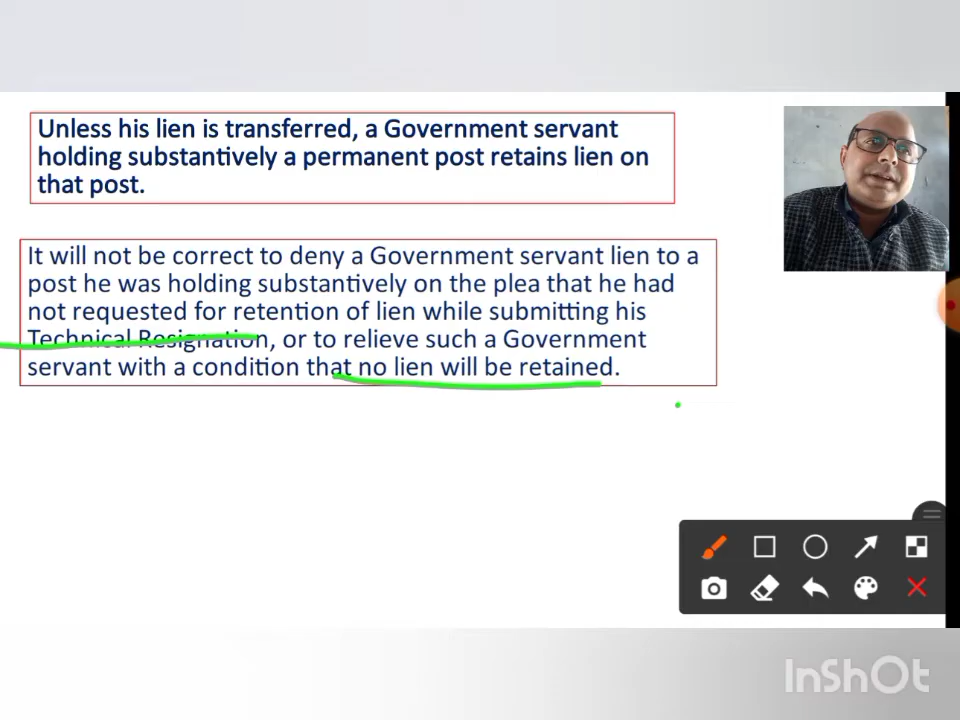 Unless his lien is transferred, a Government servant
holding substantively a permanent post retains lien on
that post.
It will not be correct to deny a Government servant lien to a
post he was holding substantively on the plea that he had
not requested for retention of lien while submitting his
Technical Resignation, or to relieve such a Government
servant with a condition that no lien will be retained.
InShOt